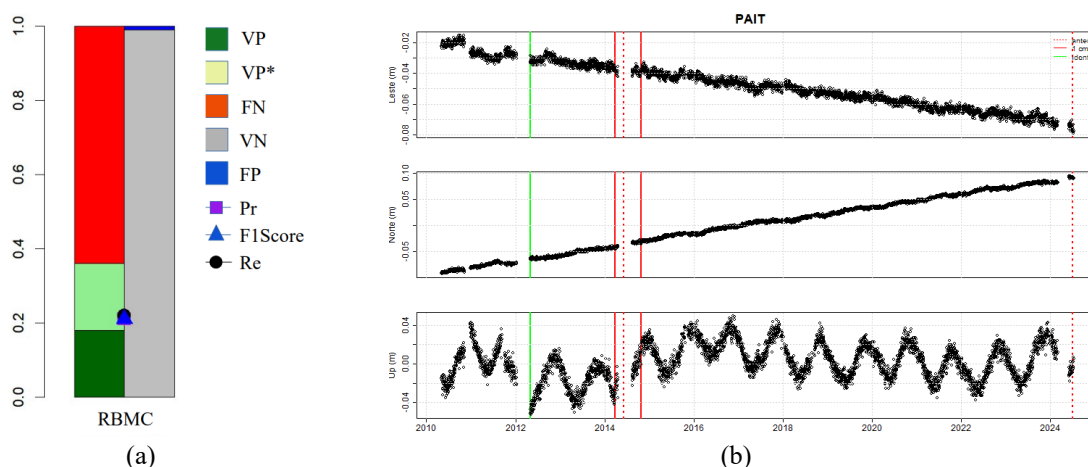 1.0
0.8
0.6
0.4
0.2
0.0
RBMC
VP
VP*
FN
VN
FP
Pr
F1Score
Re
(a)
PAIT
-0.02
-0.04
-0.06
-0.08
Leste (m)
0.10
0.05
-0.05
Norte (m)
0.04
0.00
-0.04
Up (m)
2010 2012 2014 2016 2018 2020 2022 2024
(b)